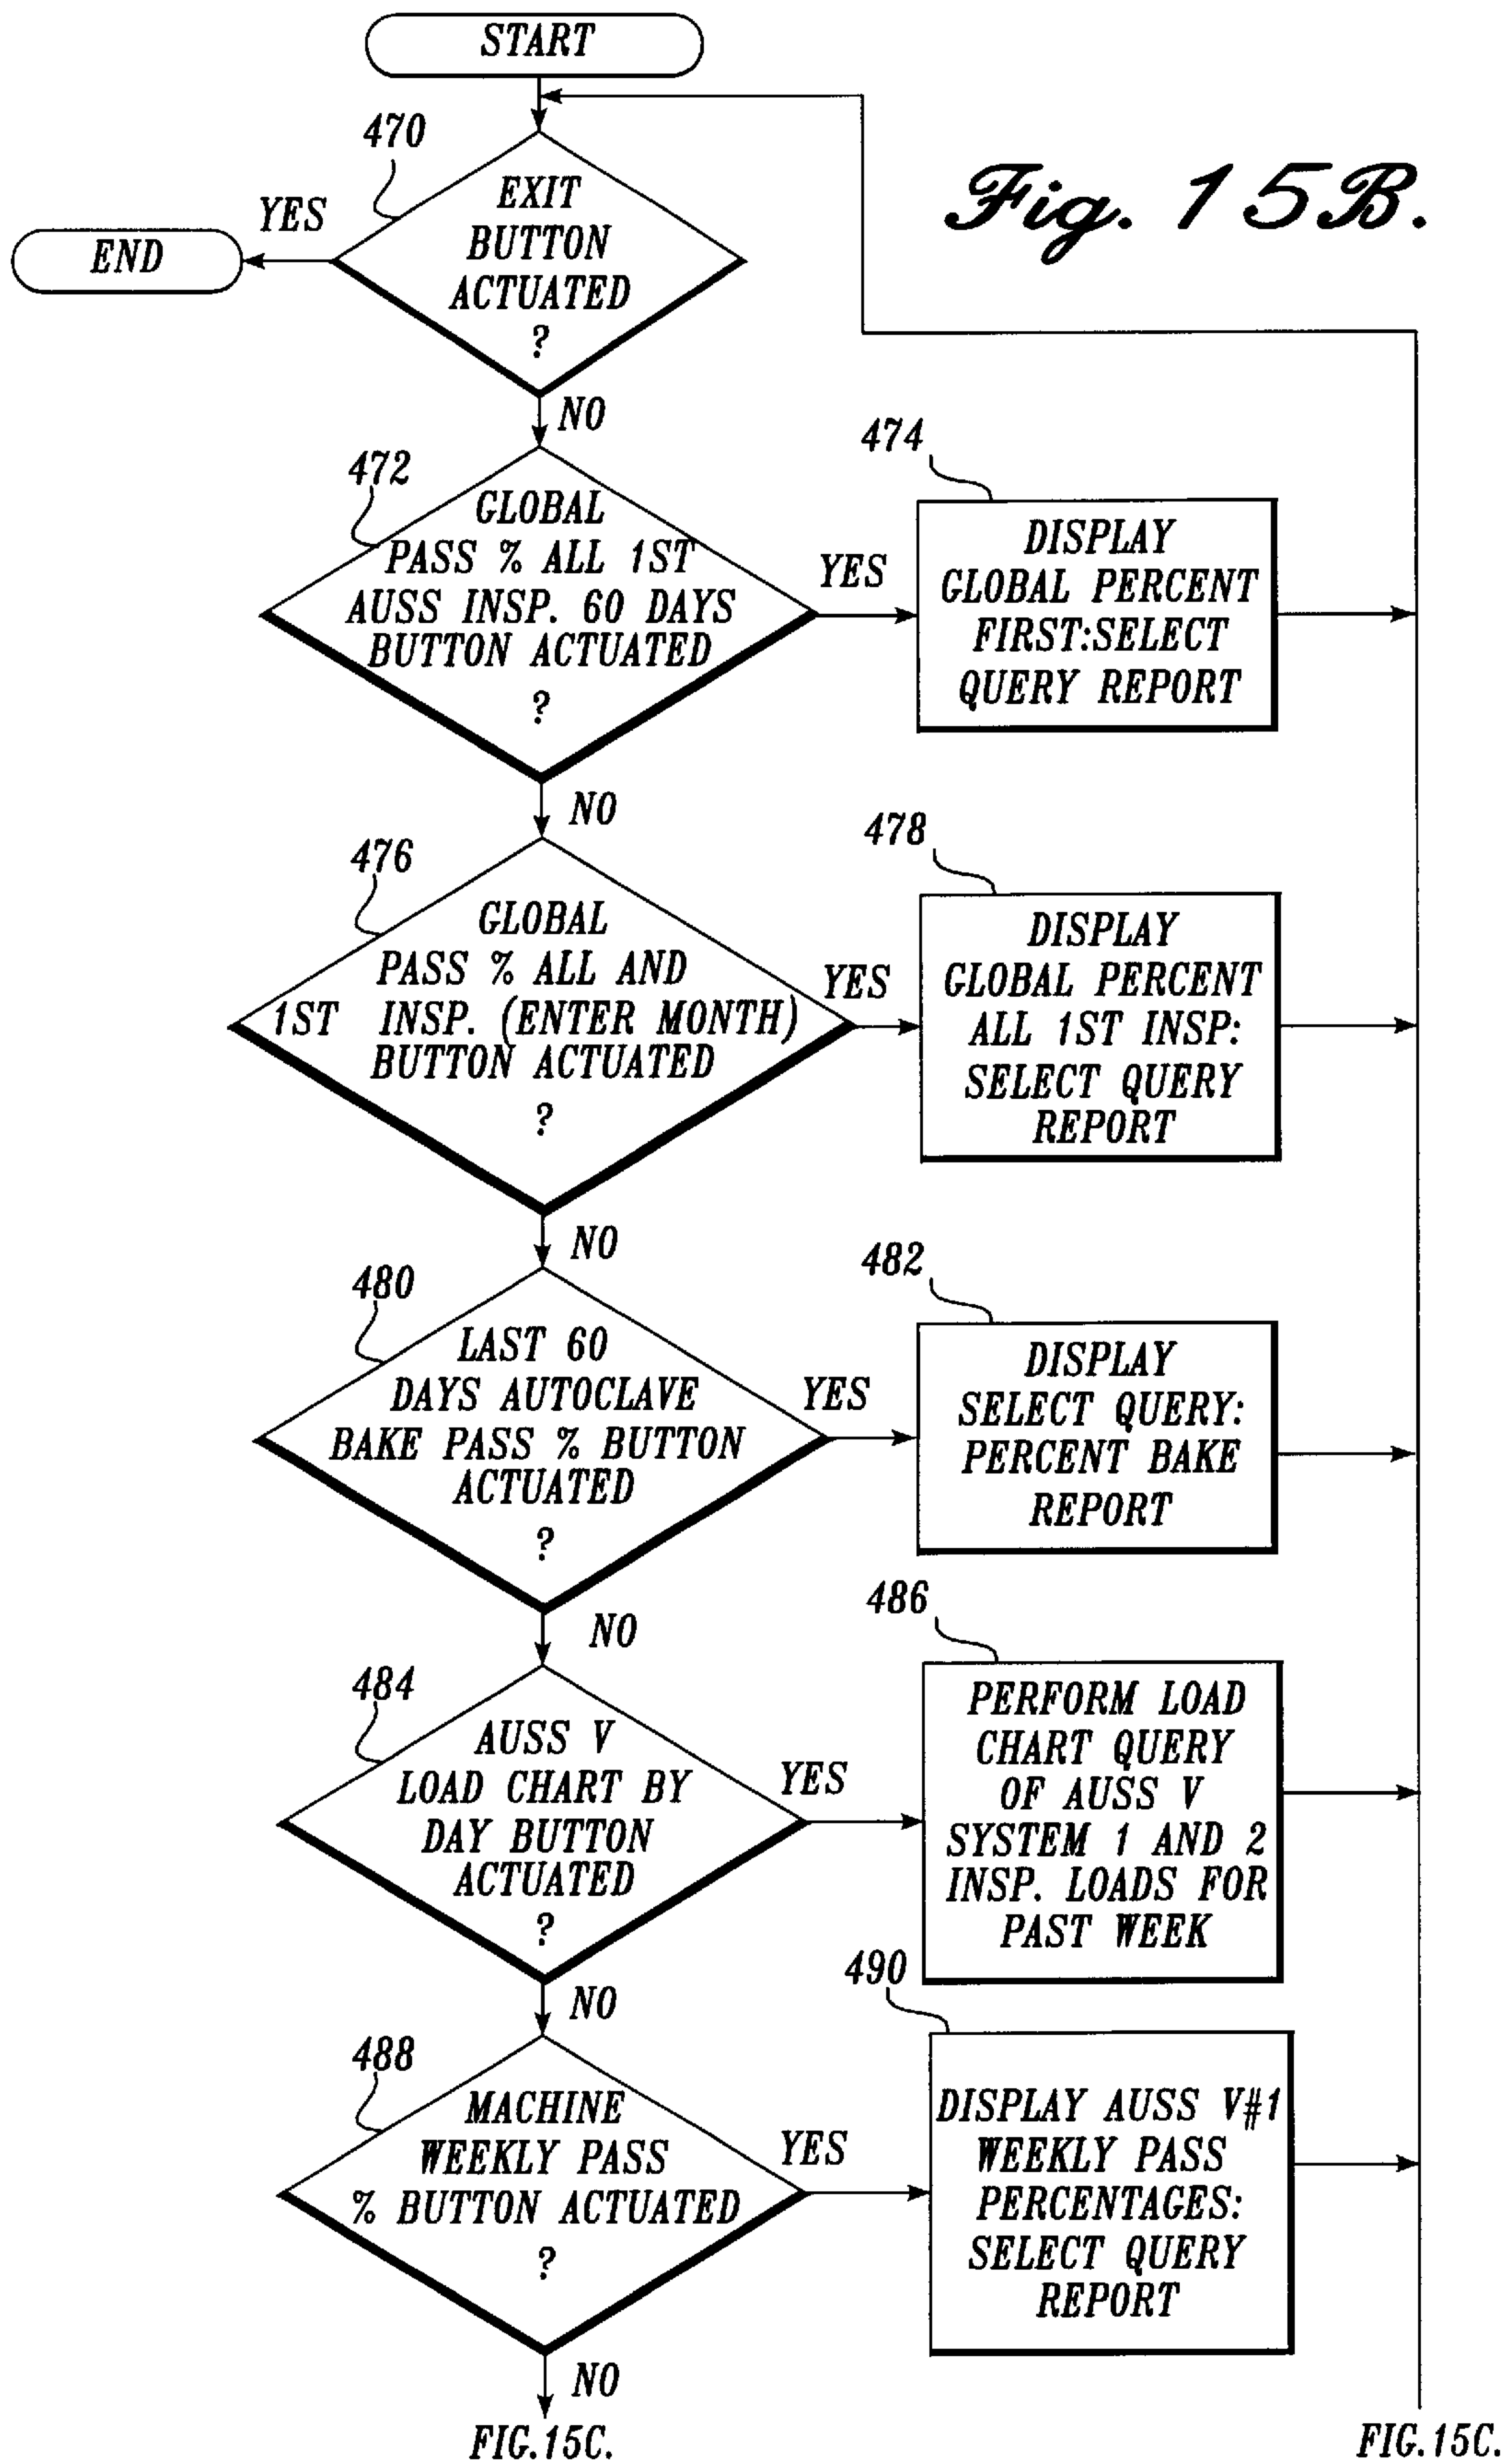 START
470
EXIT
BUTTON
ACTUATED
?
YES
END
Fig. 15B.
NO
472
GLOBAL
PASS % ALL 1ST
AUSS INSP. 60 DAYS
BUTTON ACTUATED
?
YES
474
DISPLAY
GLOBAL PERCENT
FIRST:SELECT
QUERY REPORT
NO
476
GLOBAL
PASS % ALL AND
1ST INSP. (ENTER MONTH)
BUTTON ACTUATED
?
YES
478
DISPLAY
GLOBAL PERCENT
ALL 1ST INSP:
SELECT QUERY
REPORT
NO
480
LAST 60
DAYS AUTOCLAVE
BAKE PASS % BUTTON
ACTUATED
?
YES
482
DISPLAY
SELECT QUERY:
PERCENT BAKE
REPORT
NO
484
AUSS V
LOAD CHART BY
DAY BUTTON
ACTUATED
?
YES
486
PERFORM LOAD
CHART QUERY
OF AUSS V
SYSTEM 1 AND 2
INSP. LOADS FOR
PAST WEEK
NO
488
MACHINE
WEEKLY PASS
% BUTTON ACTUATED
?
YES
490
DISPLAY AUSS V#1
WEEKLY PASS
PERCENTAGES:
SELECT QUERY
REPORT
NO
FIG.15C.
FIG.15C.